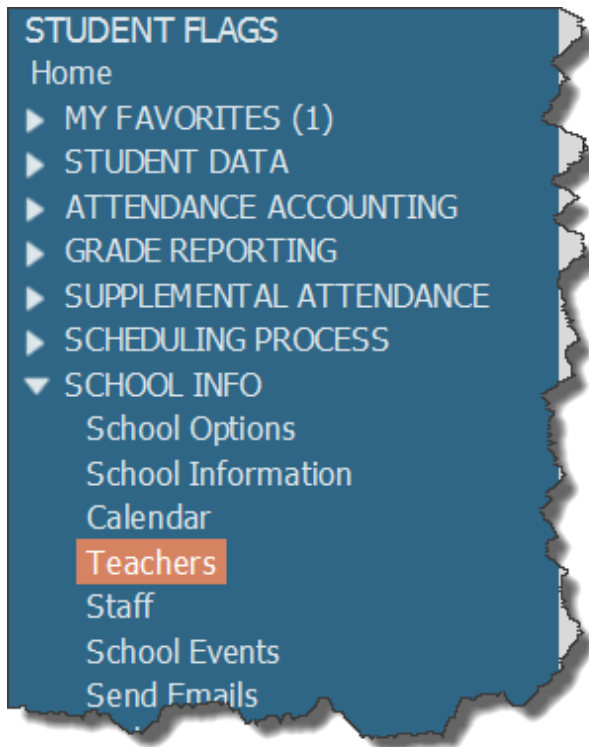 STUDENT FLAGS
Home
MY FAVORITES (1)
STUDENT DATA
ATTENDANCE ACCOUNTING
GRADE REPORTING
SUPPLEMENTAL ATTENDANCE
SCHEDULING PROCESS
SCHOOL INFO
School Options
School Information
Calendar
Teachers
Staff
School Events
Send Emails